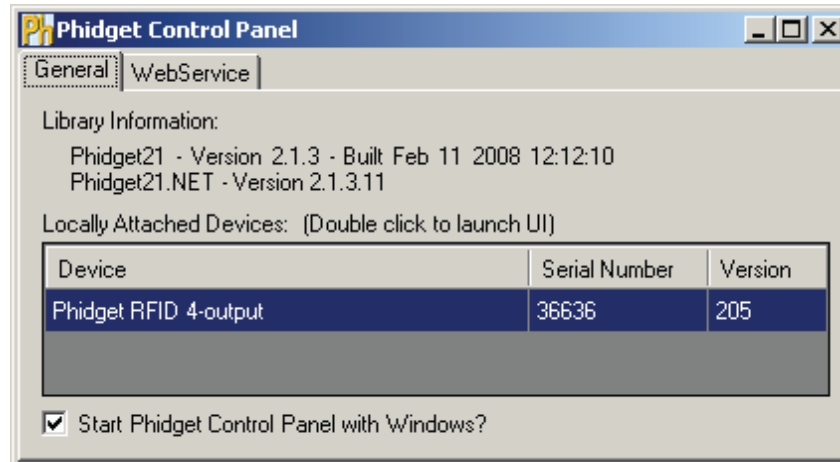 Ph Phidget Control Panel
General WebService
Library Information:
Phidget21 - Version 2.1.3 - Built Feb 11 2008 12:12:10
Phidget21.NET - Version 2.1.3.11
Locally Attached Devices: (Double click to launch UI)
Device Serial Number Version
Phidget RFID 4-output 36636 205
Start Phidget Control Panel with Windows?